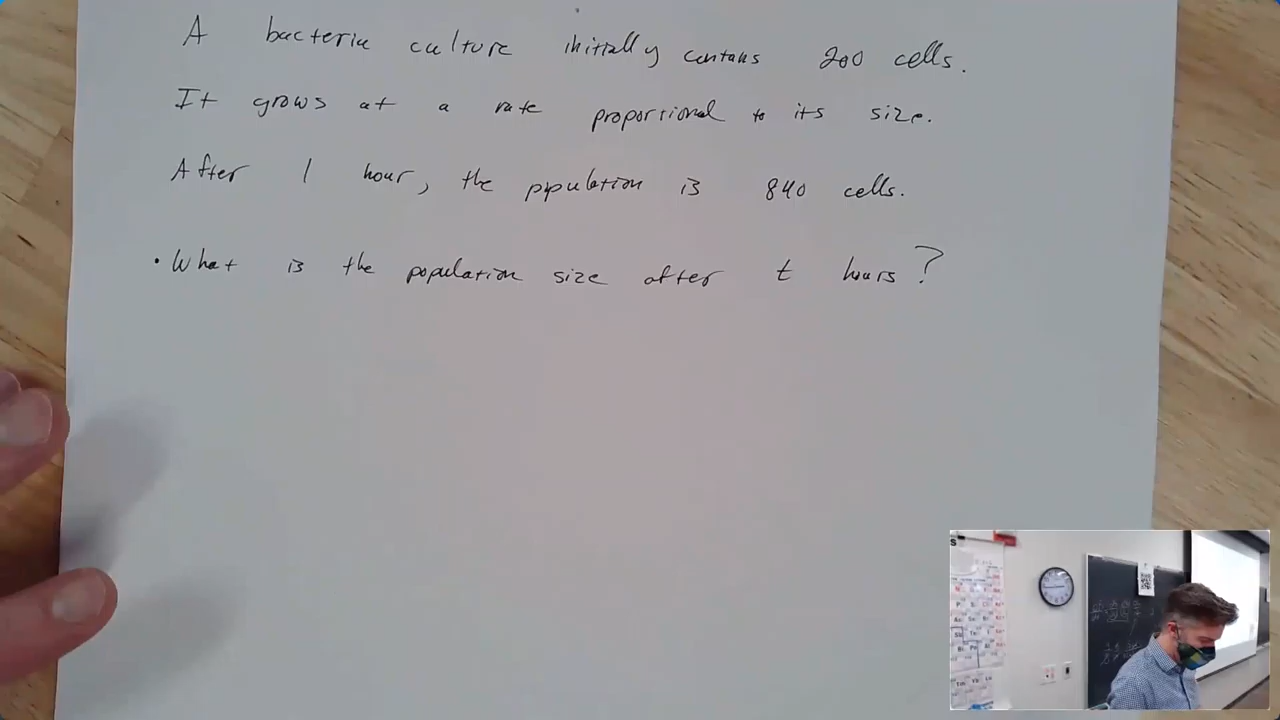 A bacteria culture initially contains 200 cells.
It grows at a rate proportional to its size.
After 1 hour, the population is 840 cells.
• What is the population size after t hours?